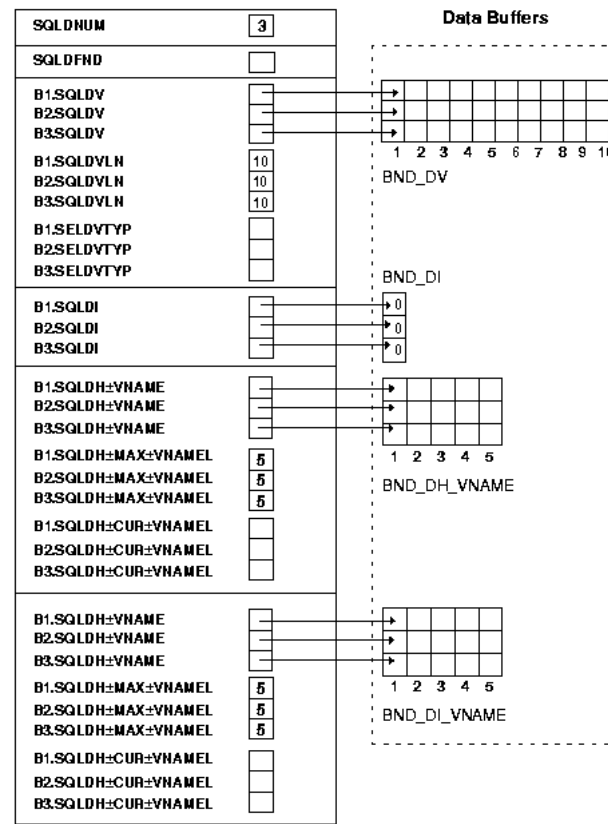 SQLDNUM 3
SQLDFND
B1.SQLDV
B2.SQLDV
B3.SQLDV
B1.SQLDVLN 10
B2.SQLDVLN 10
B3.SQLDVLN 10
B1.SELDVTYP
B2.SELDVTYP
B3.SELDVTYP
B1.SQLDI
B2.SQLDI
B3.SQLDI
B1.SQLDH±VNAME
B2.SQLDH±VNAME
B3.SQLDH±VNAME
B1.SQLDH±MAX±VNAMEL 5
B2.SQLDH±MAX±VNAMEL 5
B3.SQLDH±MAX±VNAMEL 5
B1.SQLDH±CUR±VNAMEL
B2.SQLDH±CUR±VNAMEL
B3.SQLDH±CUR±VNAMEL
B1.SQLDH±VNAME
B2.SQLDH±VNAME
B3.SQLDH±VNAME
B1.SQLDH±MAX±VNAMEL 5
B2.SQLDH±MAX±VNAMEL 5
B3.SQLDH±MAX±VNAMEL 5
B1.SQLDH±CUR±VNAMEL
B2.SQLDH±CUR±VNAMEL
B3.SQLDH±CUR±VNAMEL
Data Buffers
1 2 3 4 5 6 7 8 9 10
BND_DV
BND_DI
0
0
0
1 2 3 4 5
BND_DH_VNAME
1 2 3 4 5
BND_DI_VNAME